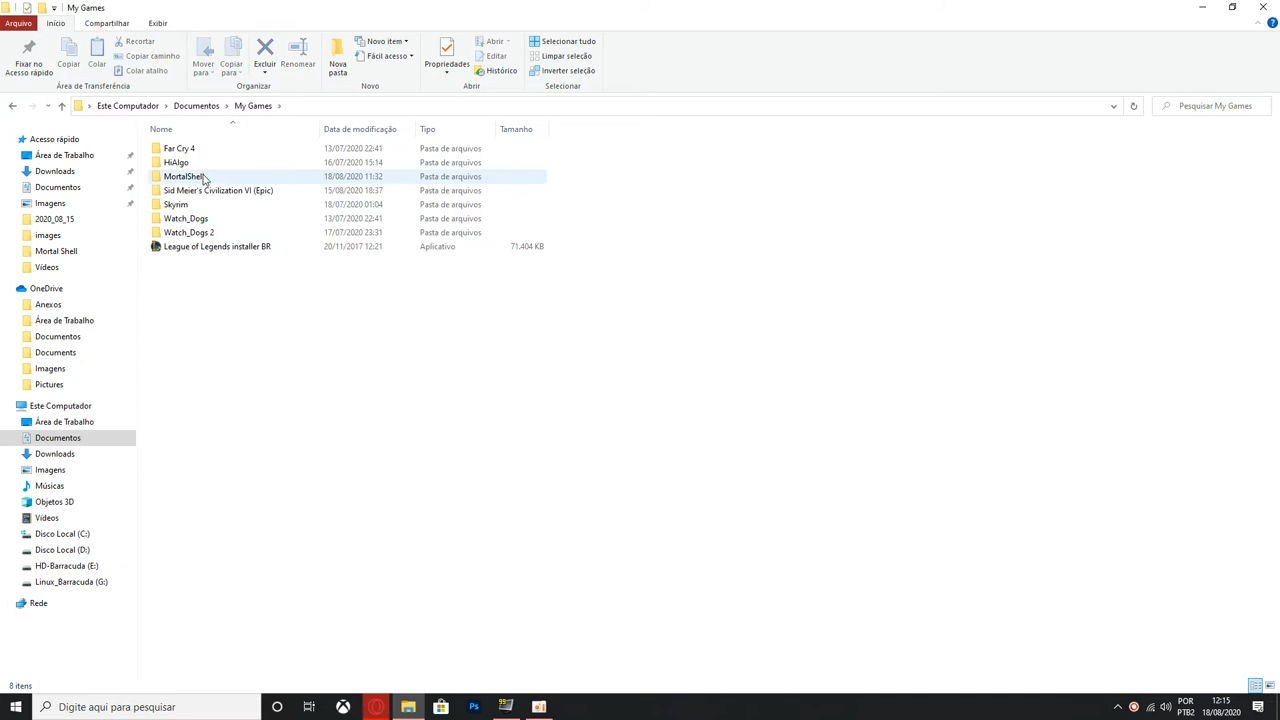 My Games
Arquivo Início Compartilhar Exibir
Fixar no Acesso rápido
Copiar
Colar
Recortar
Copiar caminho
Colar atalho
Área de Transferência
Mover para
Copiar para
Excluir
Renomear
Organizar
Nova pasta
Novo item
Fácil acesso
Novo
Propriedades
Abrir
Editar
Histórico
Abrir
Selecionar tudo
Limpar seleção
Inverter seleção
Selecionar
Este Computador > Documentos > My Games >
Pesquisar My Games
Acesso rápido
Área de Trabalho
Downloads
Documentos
Imagens
2020_08_15
images
Mortal Shell
Vídeos
OneDrive
Anexos
Área de Trabalho
Documentos
Documents
Imagens
Pictures
Este Computador
Área de Trabalho
Documentos
Downloads
Imagens
Músicas
Objetos 3D
Vídeos
Disco Local (C:)
Disco Local (D:)
HD-Barracuda (E:)
Linux_Barracuda (G:)
Rede
Nome Data de modificação Tipo Tamanho
Far Cry 4 13/07/2020 22:41 Pasta de arquivos
HiAlgo 16/07/2020 15:14 Pasta de arquivos
MortalShell 18/08/2020 11:32 Pasta de arquivos
Sid Meier's Civilization VI (Epic) 15/08/2020 18:37 Pasta de arquivos
Skyrim 18/07/2020 01:04 Pasta de arquivos
Watch_Dogs 13/07/2020 22:41 Pasta de arquivos
Watch_Dogs 2 17/07/2020 23:31 Pasta de arquivos
League of Legends installer BR 20/11/2017 12:21 Aplicativo 71.404 KB
8 itens
Digite aqui para pesquisar
Ps
POR
PTB2
12:15
18/08/2020